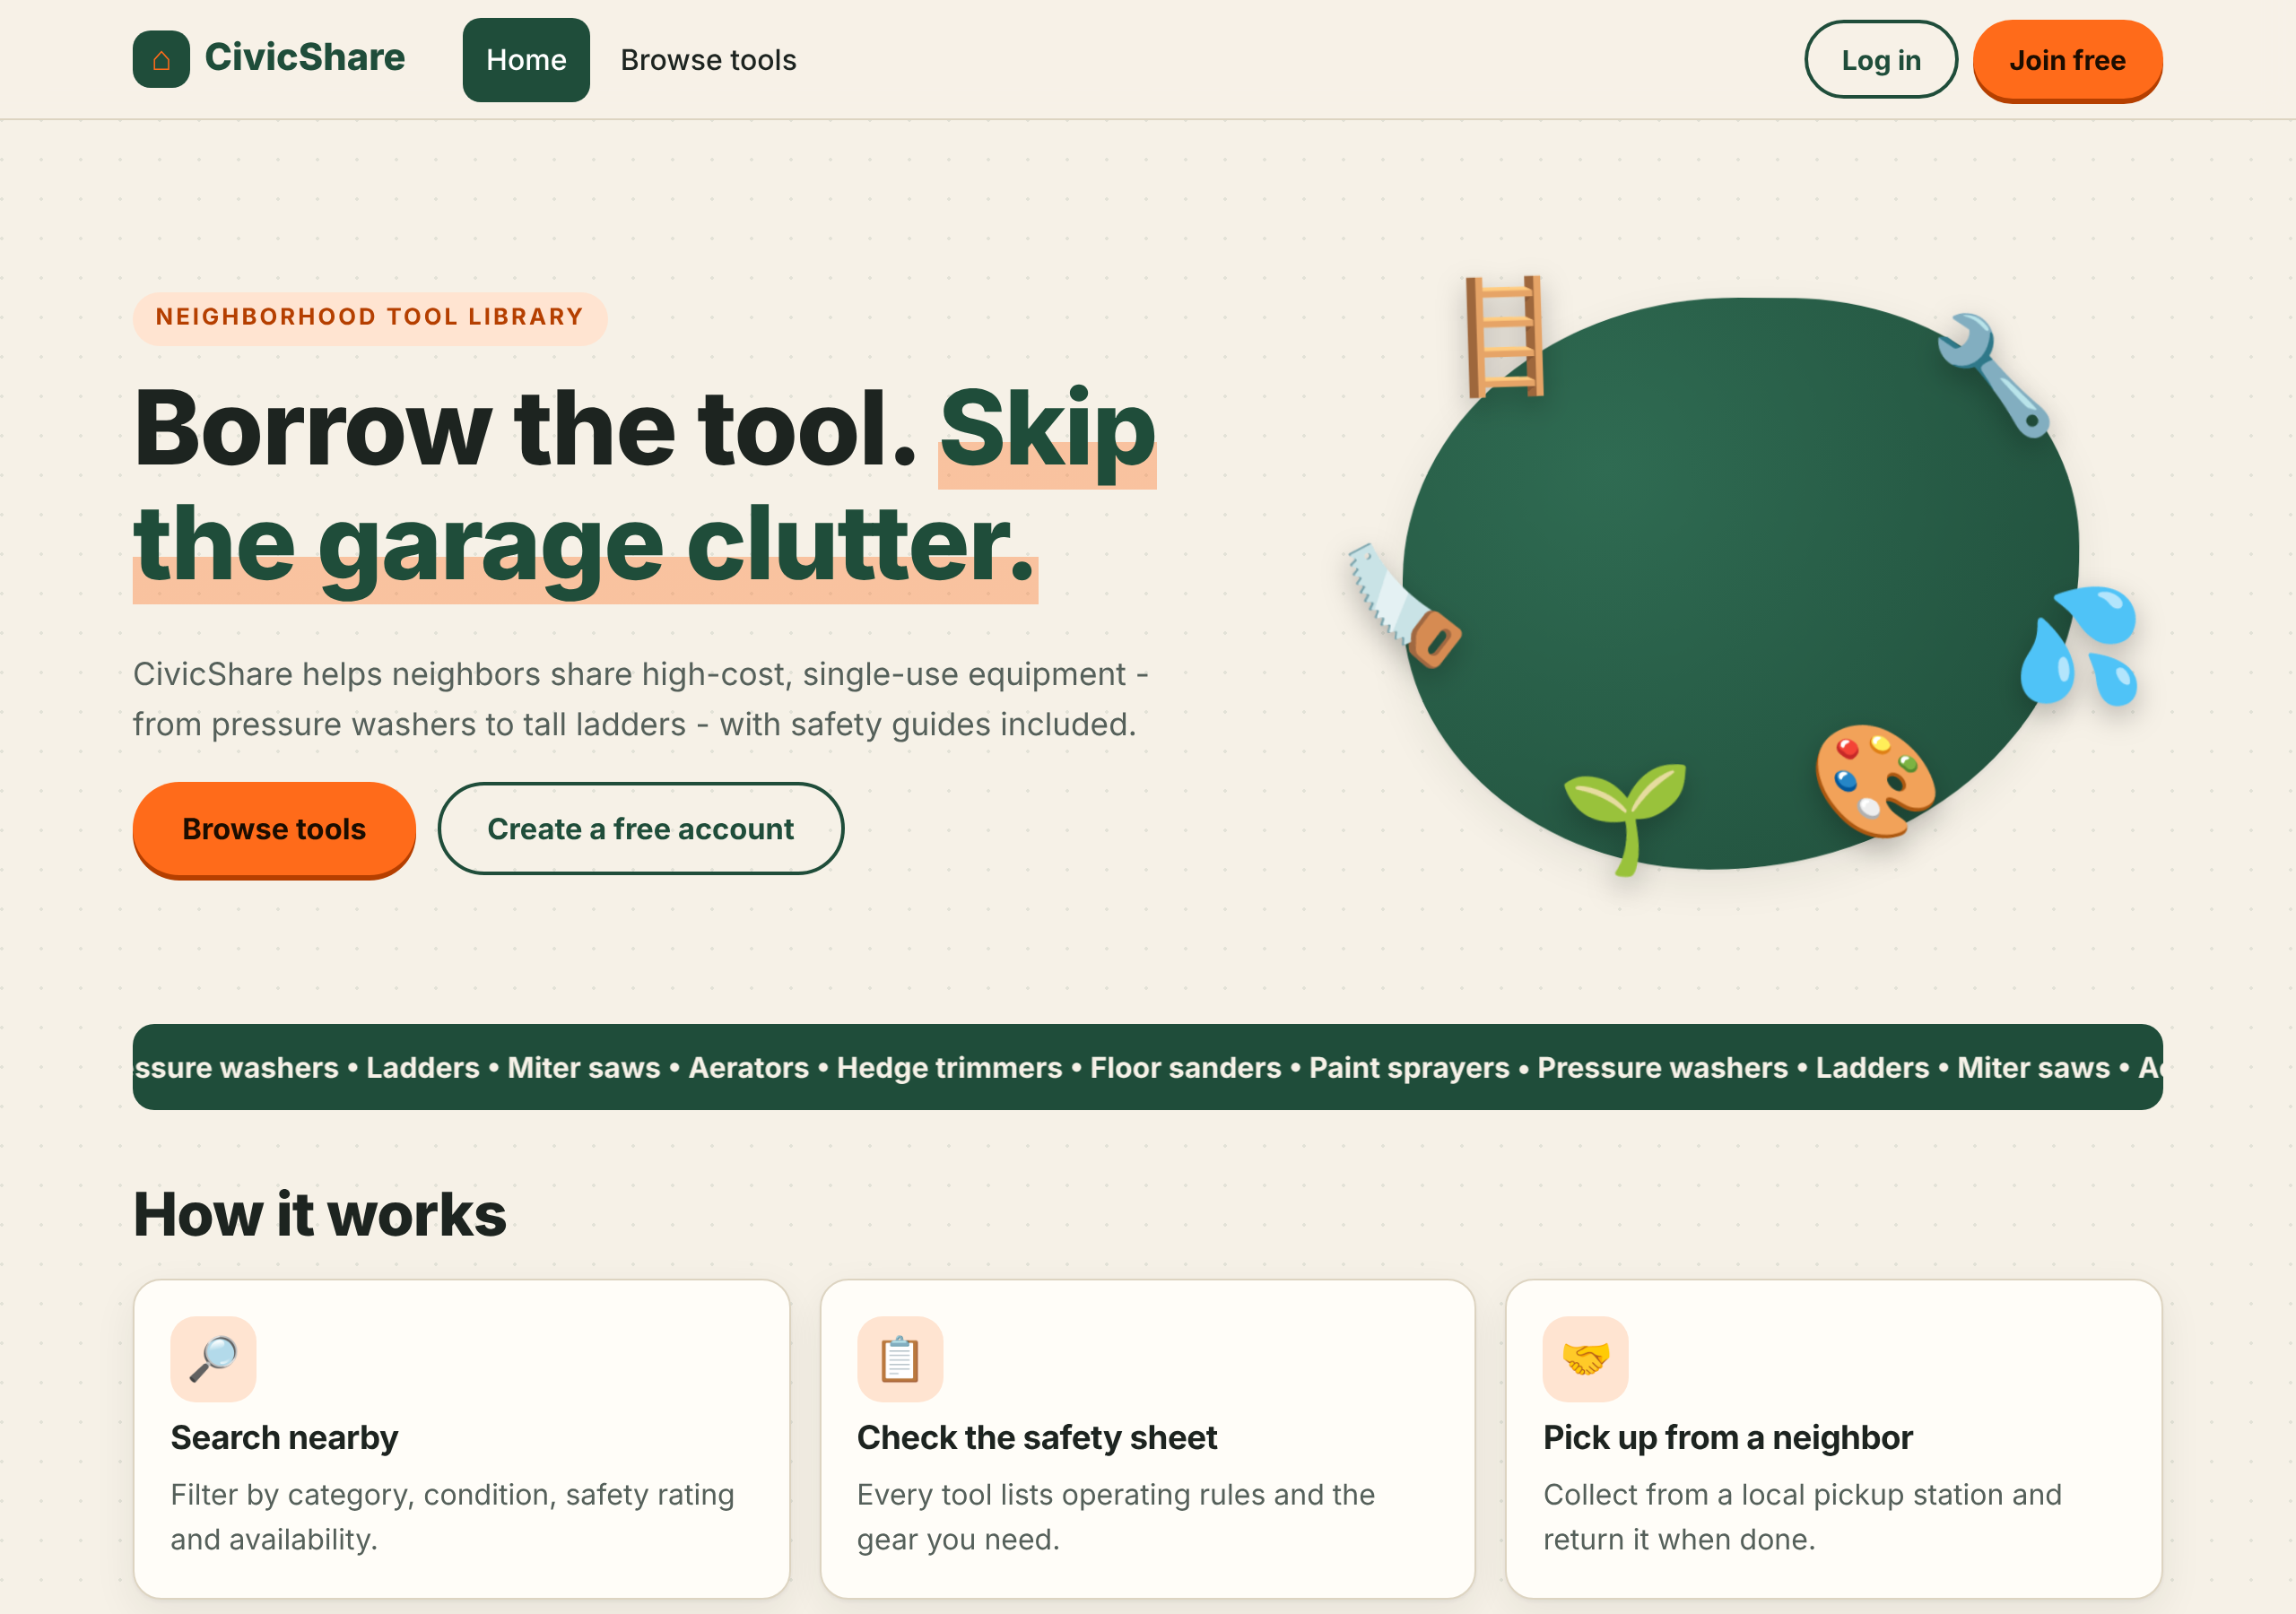 CivicShare
Home
Browse tools
Log in
Join free
NEIGHBORHOOD TOOL LIBRARY
Borrow the tool. Skip
the garage clutter.
CivicShare helps neighbors share high-cost, single-use equipment -
from pressure washers to tall ladders - with safety guides included.
Browse tools
Create a free account
ssure washers • Ladders • Miter saws • Aerators • Hedge trimmers • Floor sanders • Paint sprayers • Pressure washers • Ladders • Miter saws •
How it works
Search nearby
Filter by category, condition, safety rating
and availability.
Check the safety sheet
Every tool lists operating rules and the
gear you need.
Pick up from a neighbor
Collect from a local pickup station and
return it when done.